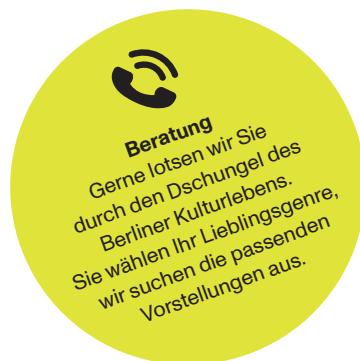 Beratung
Gerne lotsen wir Sie
durch den Dschungel des
Berliner Kulturlebens.
Sie wählen Ihr Lieblingsgenre,
wir suchen die passenden
Vorstellungen aus.